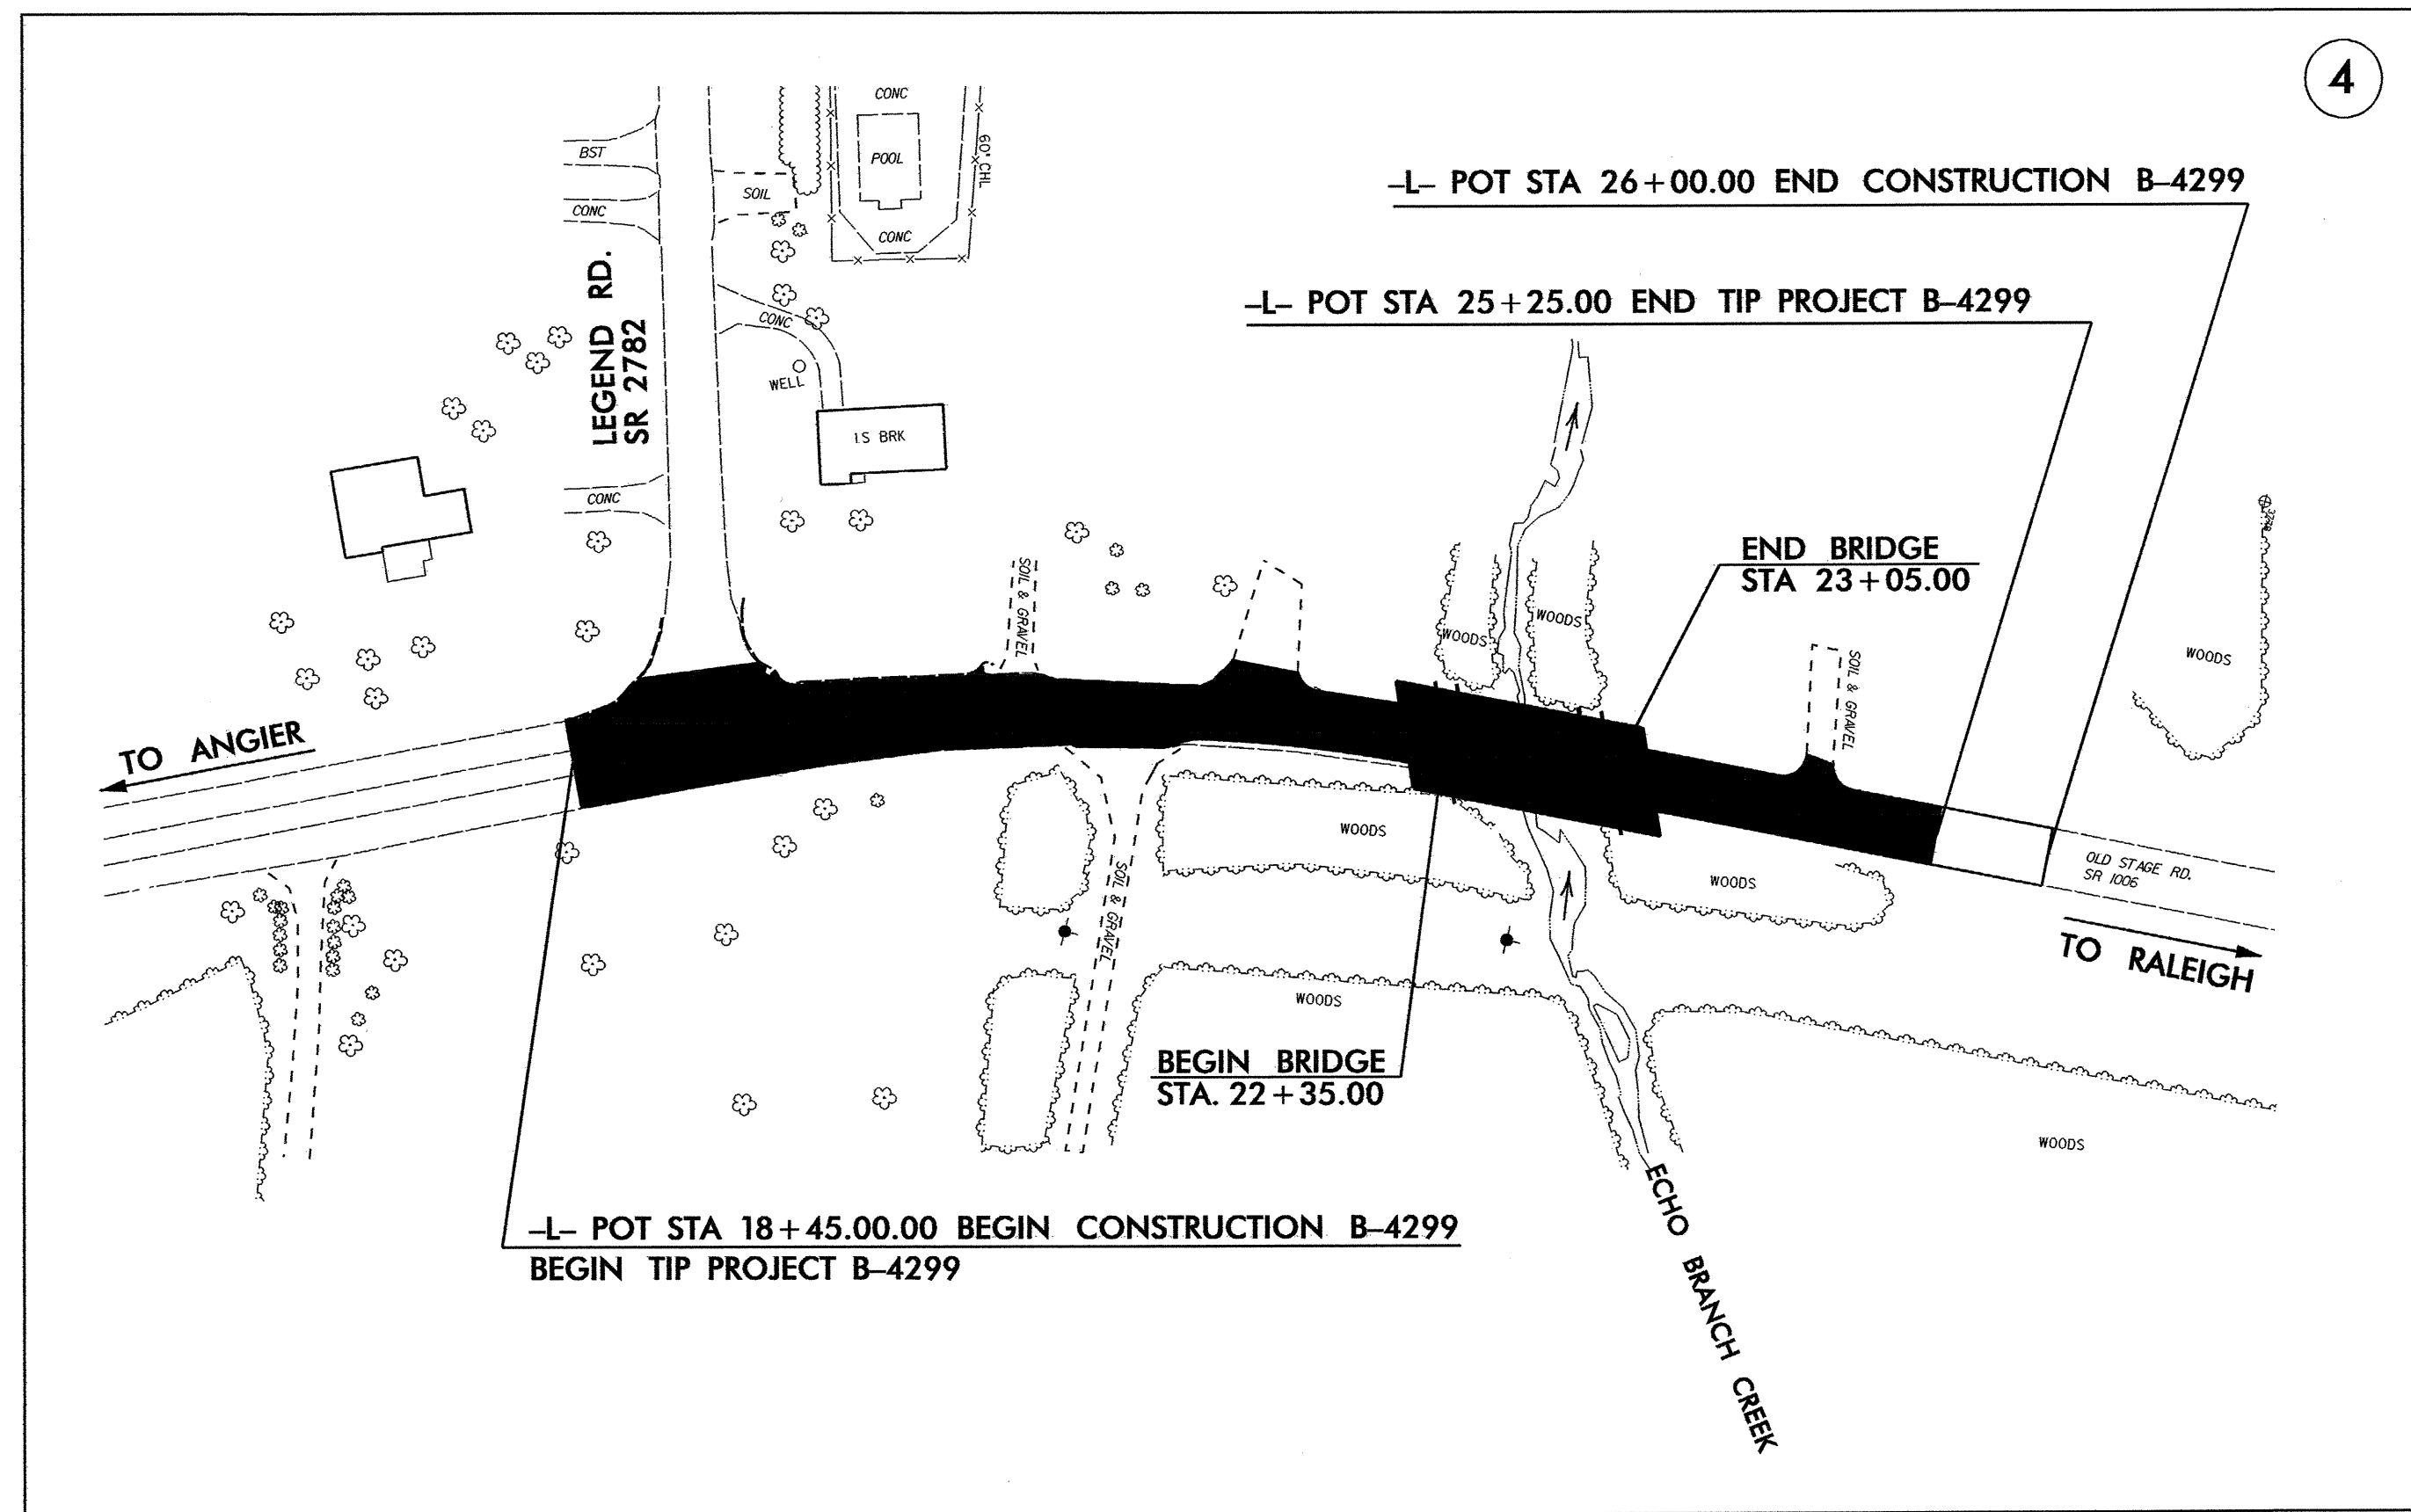 4
CONC
BST
POOL
60" CHL
SOIL
CONC
CONC
–L– POT STA 26+00.00 END CONSTRUCTION B–4299
LEGEND RD.
SR 27782
–L– POT STA 25+25.00 END TIP PROJECT B–4299
CONC
WELL
1S BRK
CONC
END BRIDGE
STA 23+05.00
SOIL & GRAVEL
WOODS
WOODS
SOIL & GRAVEL
WOODS
TO ANGIER
WOODS
SOIL & GRAVEL
WOODS
OLD STAGE RD.
SR 1006
TO RALEIGH
WOODS
BEGIN BRIDGE
STA. 22+35.00
WOODS
ECHO BRANCH CREEK
–L– POT STA 18+45.00.00 BEGIN CONSTRUCTION B–4299
BEGIN TIP PROJECT B–4299